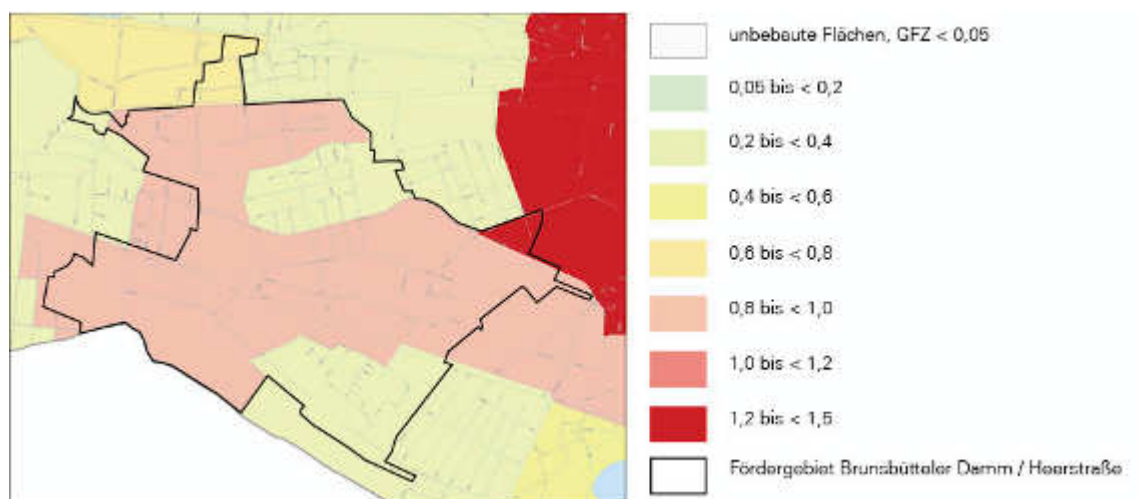 unbebaute Flächen, GFZ < 0,05
0,05 bis < 0,2
0,2 bis < 0,4
0,4 bis < 0,6
0,6 bis < 0,8
0,8 bis < 1,0
1,0 bis < 1,2
1,2 bis < 1,5
Fördergebiet Brunsbütteler Damm / Heerstraße